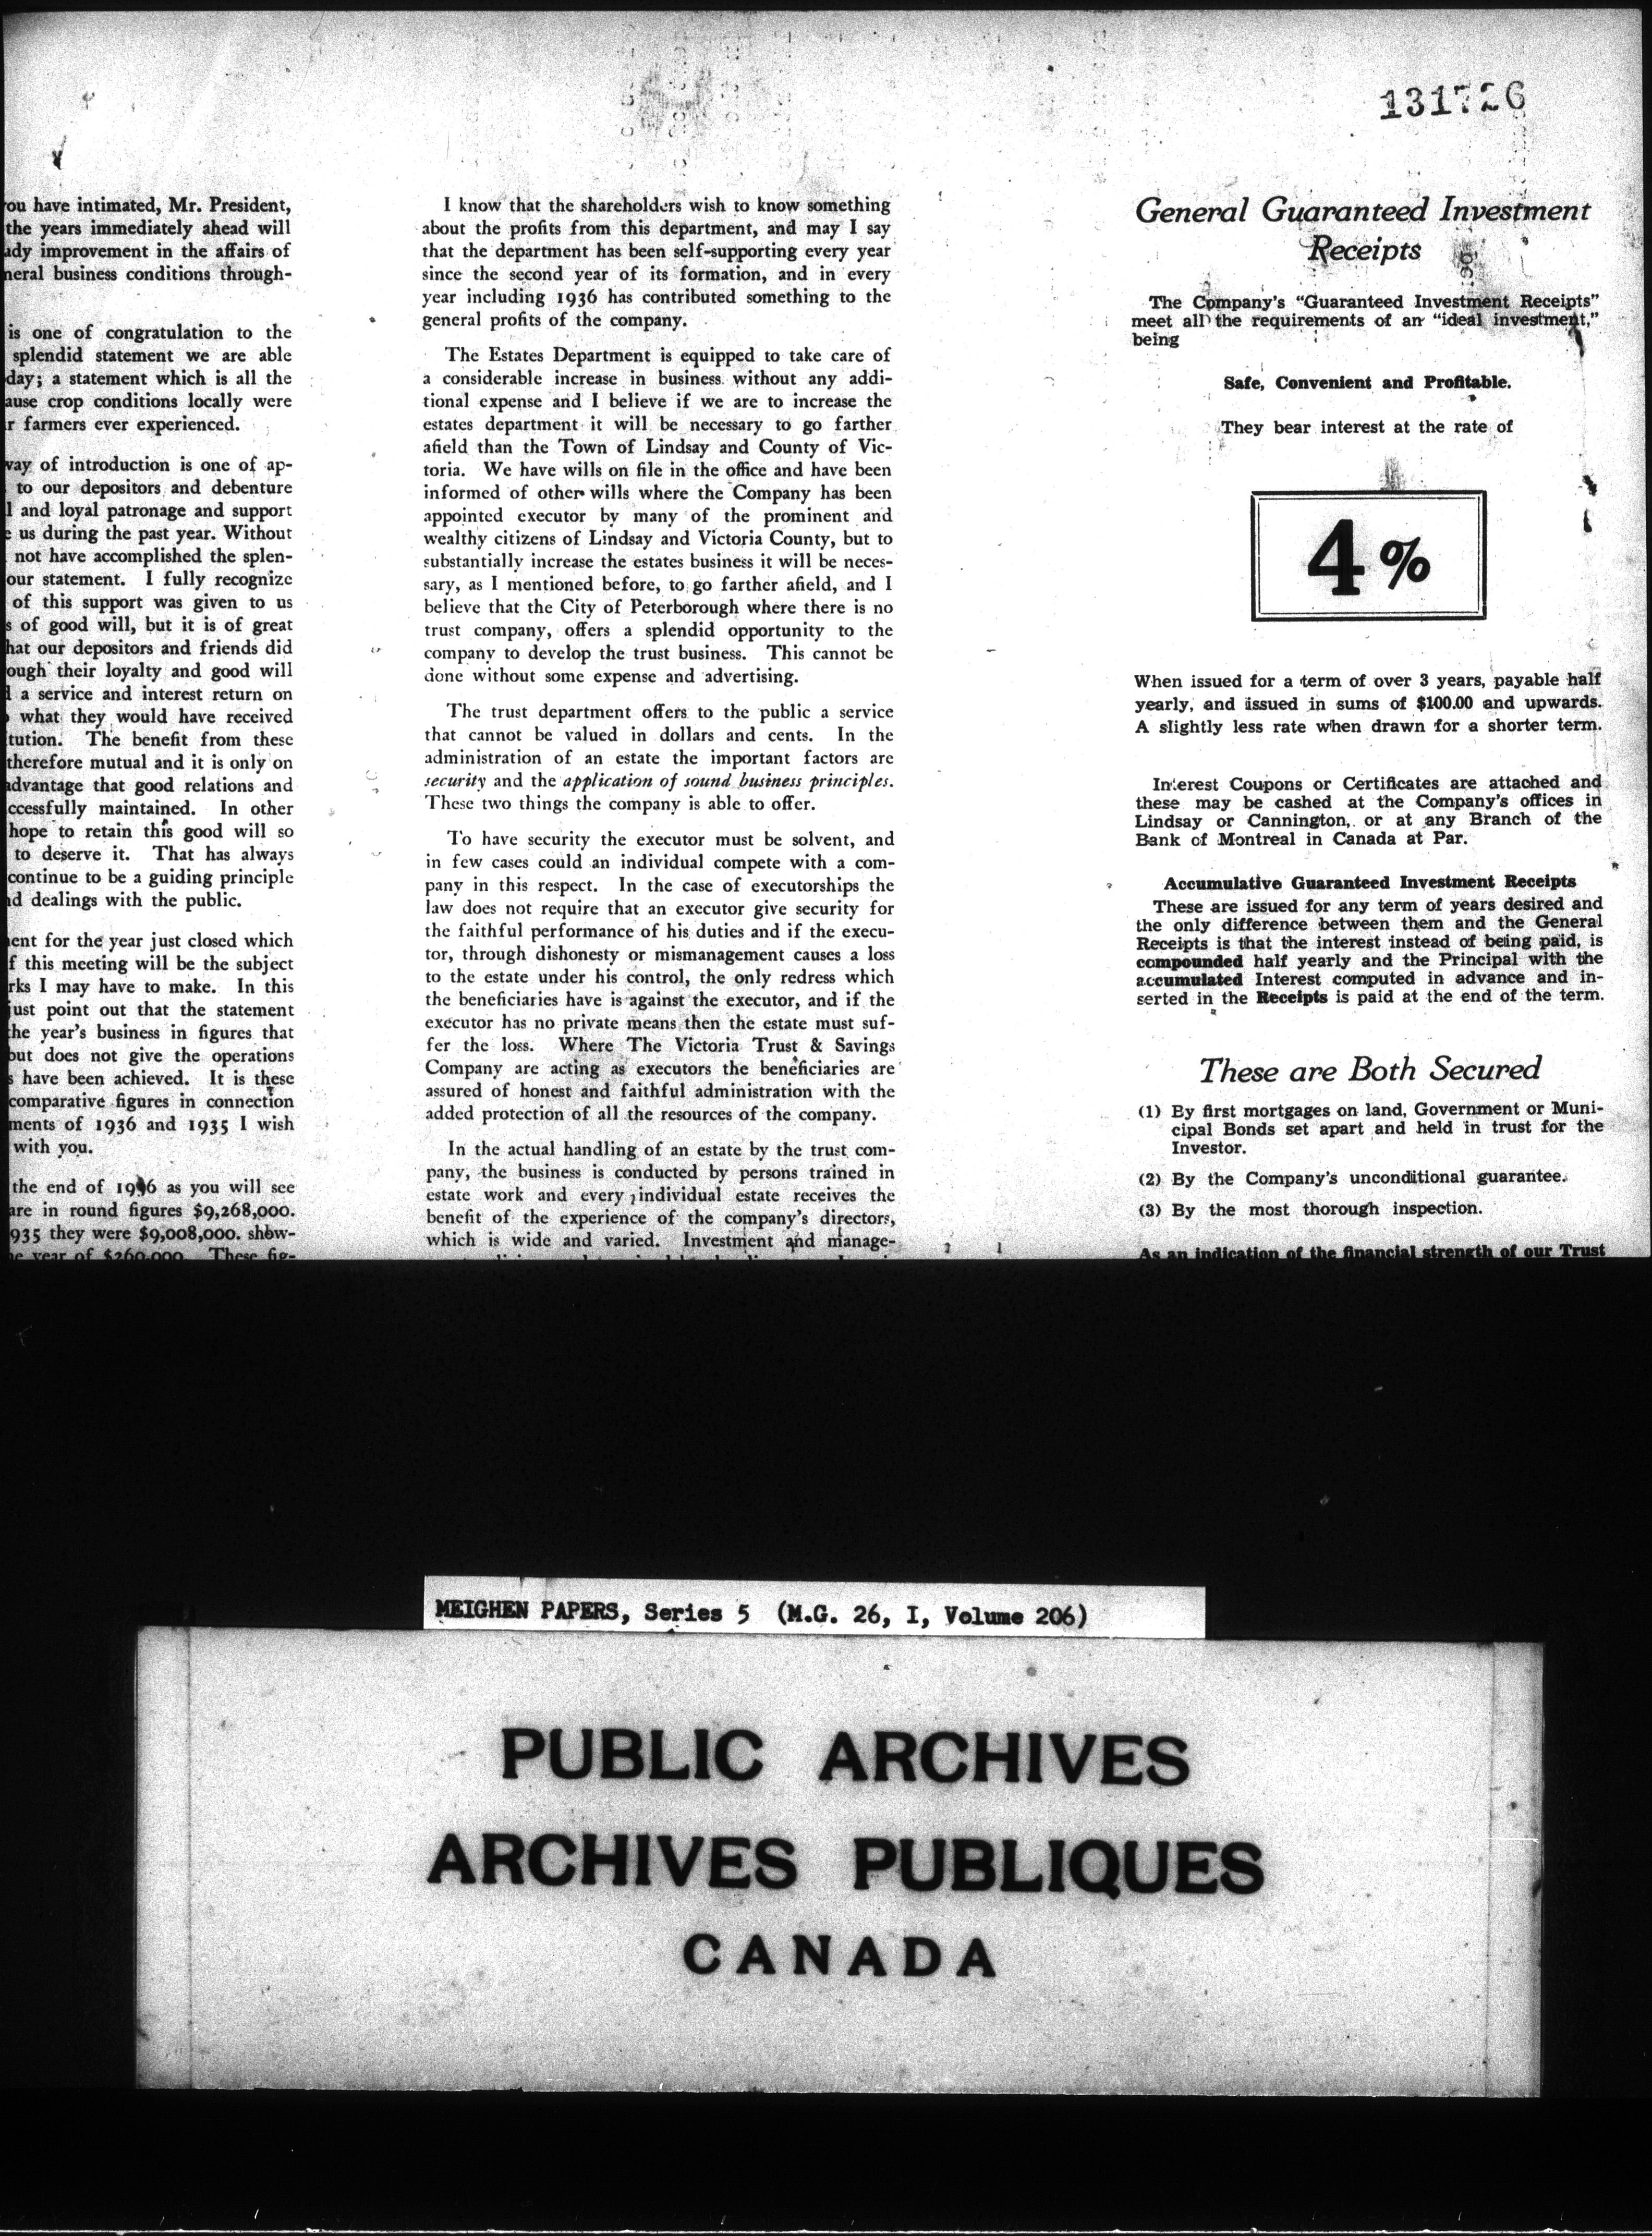 131726
ou have intimated, Mr. President,
the years immediately ahead will
ady improvement in the affairs of
neral business conditions through-
is one of congratulation to the
splendid statement we are able
day; a statement which is all the
ause crop conditions locally were
r farmers ever experienced.
way of introduction is one of ap-
to our depositors and debenture
l and loyal patronage and support
e us during the past year. Without
not have accomplished the splen-
our statement. I fully recognize
of this support was given to us
s of good will, but it is of great
hat our depositors and friends did
ough their loyalty and good will
d a service and interest return on
what they would have received
tution. The benefit from these
therefore mutual and it is only on
advantage that good relations and
ccessfully maintained. In other
hope to retain this good will so
to deserve it. That has always
continue to be a guiding principle
d dealings with the public.
ent for the year just closed which
f this meeting will be the subject
rks I may have to make. In this
just point out that the statement
the year's business in figures that
but does not give the operations
s have been achieved. It is these
comparative figures in connection
ments of 1936 and 1935 I wish
with you.
the end of 1936 as you will see
are in round figures $9,268,000.
935 they were $9,008,000. show-
he year of $260,000. These fig-
I know that the shareholders wish to know something
about the profits from this department, and may I say
that the department has been self-supporting every year
since the second year of its formation, and in every
year including 1936 has contributed something to the
general profits of the company.
The Estates Department is equipped to take care of
a considerable increase in business without any addi-
tional expense and I believe if we are to increase the
estates department it will be necessary to go farther
afield than the Town of Lindsay and County of Vic-
toria. We have wills on file in the office and have been
informed of other wills where the Company has been
appointed executor by many of the prominent and
wealthy citizens of Lindsay and Victoria County, but to
substantially increase the estates business it will be neces-
sary, as I mentioned before, to go farther afield, and I
believe that the City of Peterborough where there is no
trust company, offers a splendid opportunity to the
company to develop the trust business. This cannot be
done without some expense and advertising.
The trust department offers to the public a service
that cannot be valued in dollars and cents. In the
administration of an estate the important factors are
security and the application of sound business principles.
These two things the company is able to offer.
To have security the executor must be solvent, and
in few cases could an individual compete with a com-
pany in this respect. In the case of executorships the
law does not require that an executor give security for
the faithful performance of his duties and if the execu-
tor, through dishonesty or mismanagement causes a loss
to the estate under his control, the only redress which
the beneficiaries have is against the executor, and if the
executor has no private means then the estate must suf-
fer the loss. Where The Victoria Trust & Savings
Company are acting as executors the beneficiaries are
assured of honest and faithful administration with the
added protection of all the resources of the company.
In the actual handling of an estate by the trust com-
pany, the business is conducted by persons trained in
estate work and every individual estate receives the
benefit of the experience of the company's directors,
which is wide and varied. Investment and manage-
General Guaranteed Investment
Receipts
The Company's "Guaranteed Investment Receipts"
meet all the requirements of an "ideal investment,"
being
Safe, Convenient and Profitable.
They bear interest at the rate of
4%
When issued for a term of over 3 years, payable half
yearly, and issued in sums of $100.00 and upwards.
A slightly less rate when drawn for a shorter term.
Interest Coupons or Certificates are attached and
these may be cashed at the Company's offices in
Lindsay or Cannington, or at any Branch of the
Bank of Montreal in Canada at Par.
Accumulative Guaranteed Investment Receipts
These are issued for any term of years desired and
the only difference between them and the General
Receipts is that the interest instead of being paid, is
compounded half yearly and the Principal with the
accumulated Interest computed in advance and in-
serted in the Receipts is paid at the end of the term.
These are Both Secured
(1) By first mortgages on land, Government or Muni-
cipal Bonds set apart and held in trust for the
Investor.
(2) By the Company's unconditional guarantee.
(3) By the most thorough inspection.
As an indication of the financial strength of our Trust
MEIGHEN PAPERS, Series 5 (M.G. 26, I, Volume 206)
PUBLIC ARCHIVES
ARCHIVES PUBLIQUES
CANADA